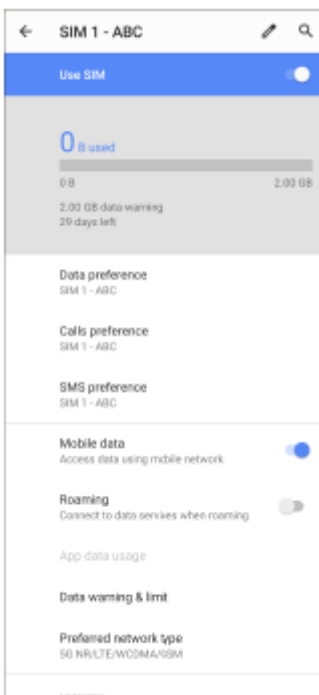 SIM 1 - ABC
Use SIM
0 B used
0 B 2.00 GB
2.00 GB data warning
29 days left
Data preference
SIM 1 - ABC
Calls preference
SIM 1 - ABC
SMS preference
SIM 1 - ABC
Mobile data
Access data using mobile network
Roaming
Connect to data services when roaming
App data usage
Data warning & limit
Preferred network type
5G NR/LTE/WCDMA/GSM